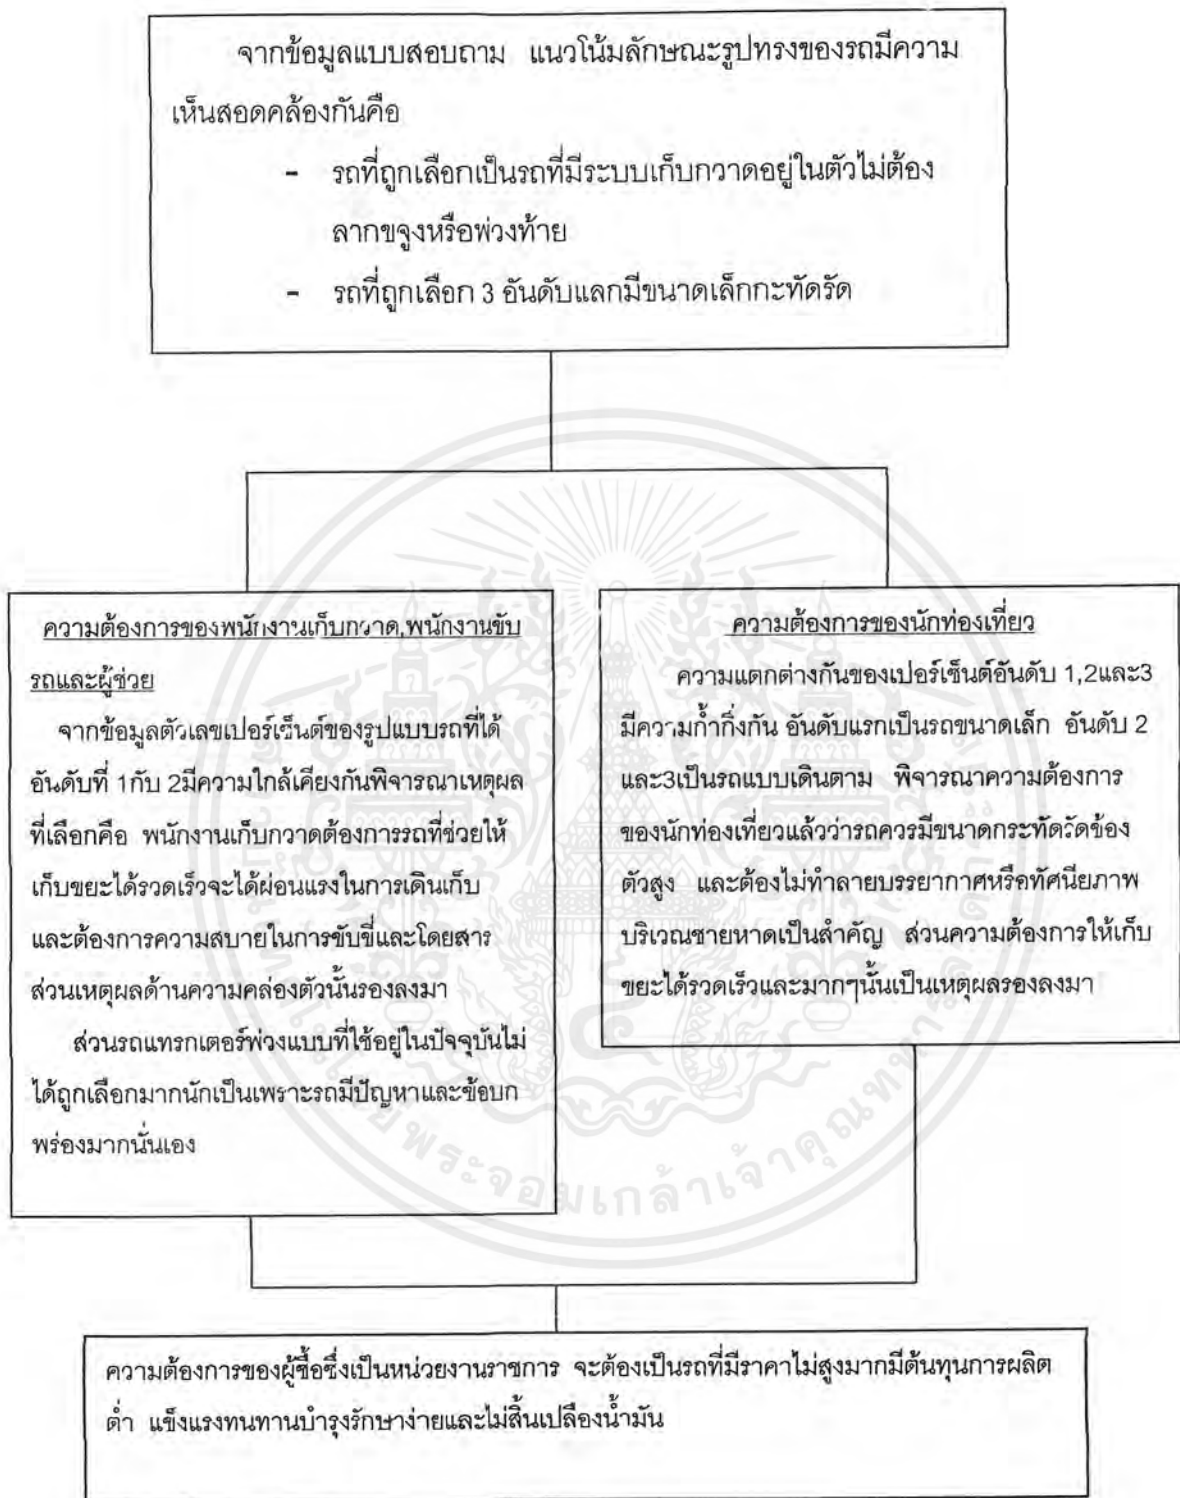 จากข้อมูลแบบสอบถาม แนวโน้มลักษณะรูปทรงของรถมีความ
เห็นสอดคล้องกันคือ
- รถที่ถูกเลือกเป็นรถที่มีระบบเก็บกวาดอยู่ในตัวไม่ต้อง
ลากขจูงหรือพ่วงท้าย
- รถที่ถูกเลือก 3 อันดับแลกมีขนาดเล็กกะทัดรัด
ความต้องการของพนักงานเก็บกวาด,พนักงานขับ
รถและผู้ช่วย
จากข้อมูลตัวเลขเปอร์เซ็นต์ของรูปแบบรถที่ได้
อันดับที่ 1กับ 2มีความใกล้เคียงกันพิจารณาเหตุผล
ที่เลือกคือ พนักงานเก็บกวาดต้องการรถที่ช่วยให้
เก็บขยะได้รวดเร็วจะได้ผ่อนแรงในการเดินเก็บ
และต้องการความสบายในการขับขี่และโดยสาร
ส่วนเหตุผลด้านความคล่องตัวนั้นรองลงมา
ส่วนรถแทรกเตอร์พ่วงแบบที่ใช้อยู่ในปัจจุบันไม่
ได้ถูกเลือกมากนักเป็นเพราะรถมีปัญหาและข้อบก
พร่องมากนั่นเอง
ความต้องการของนักท่องเที่ยว
ความแตกต่างกันของเปอร์เซ็นต์อันดับ 1,2และ3
มีความก้ำกึ่งกัน อันดับแรกเป็นรถขนาดเล็ก อันดับ 2
และ3เป็นรถแบบเดินตาม พิจารณาความต้องการ
ของนักท่องเที่ยวแล้วว่ารถควรมีขนาดกระทัดรัดข้อง
ตัวสูง และต้องไม่ทำลายบรรยากาศหรือทัศนียภาพ
บริเวณชายหาดเป็นสำคัญ ส่วนความต้องการให้เก็บ
ขยะได้รวดเร็วและมากๆนั้นเป็นเหตุผลรองลงมา
ความต้องการของผู้ซื้อซึ่งเป็นหน่วยงานราชการ จะต้องเป็นรถที่มีราคาไม่สูงมากมีต้นทุนการผลิต
ต่ำ แข็งแรงทนทานบำรุงรักษาง่ายและไม่สิ้นเปลืองน้ำมัน